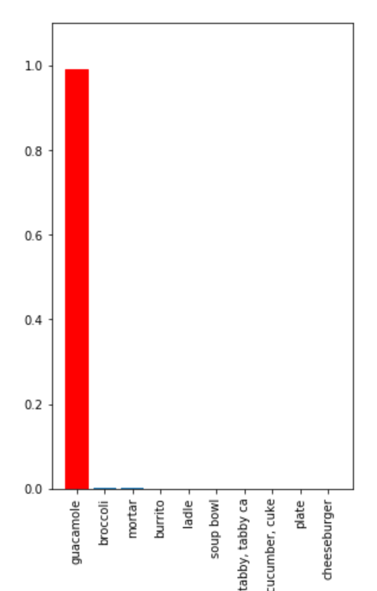 1.0
0.8
0.6
0.4
0.2
0.0
guacamole
broccoli
mortar
burrito
ladle
soup bowl
tabby, tabby ca
cucumber, cuke
plate
cheeseburger